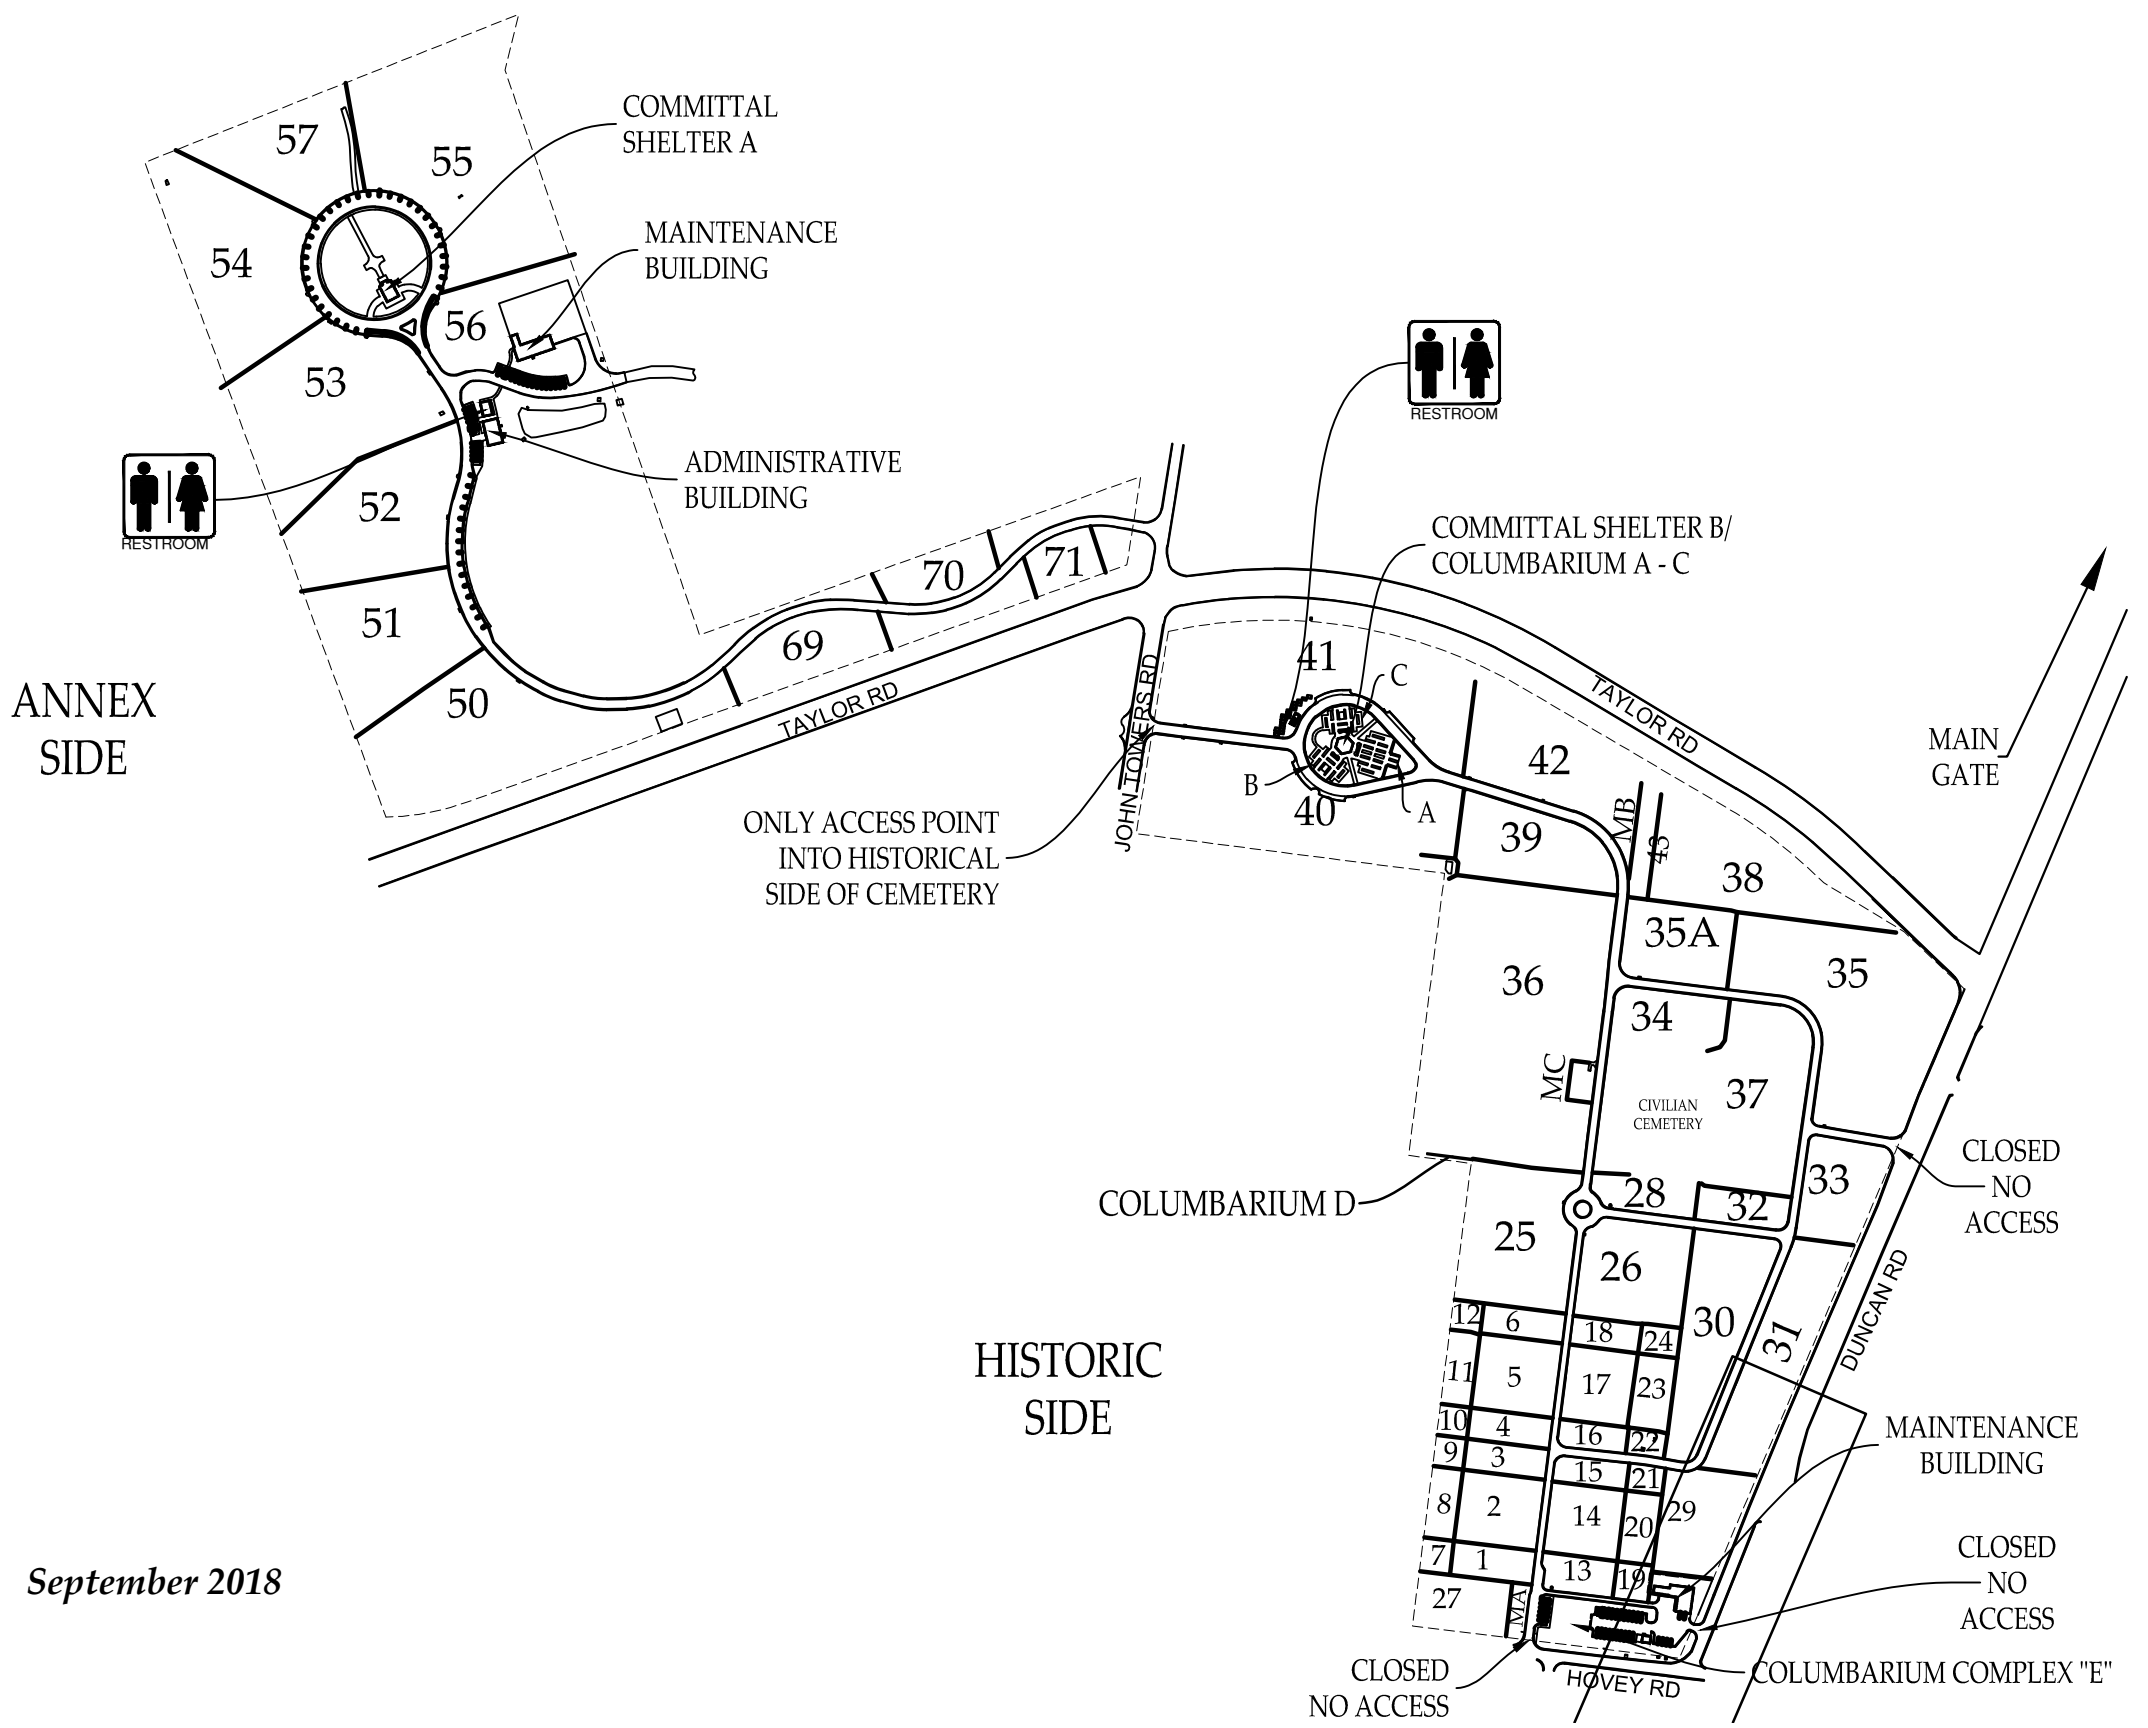 57
55
COMMITTAL
SHELTER A
54
MAINTENANCE
BUILDING
56
53
RESTROOM
52
ADMINISTRATIVE
BUILDING
51
50
ANNEX
SIDE
69
70
71
TAYLOR RD
RESTROOM
COMMITTAL SHELTER B/
COLUMBARIUM A - C
41
C
B
A
40
JOHN TOWERS RD
ONLY ACCESS POINT
INTO HISTORICAL
SIDE OF CEMETERY
TAYLOR RD
MAIN
GATE
42
MB
43
39
38
35A
35
36
34
MC
37
CIVILIAN
CEMETERY
CLOSED
NO
ACCESS
33
COLUMBARIUM D
28
32
25
26
30
31
DUNCAN RD
12
6
18
24
HISTORIC
SIDE
11
5
17
23
10
4
16
22
MAINTENANCE
BUILDING
9
3
15
21
8
2
14
20
29
7
1
13
19
CLOSED
NO
ACCESS
27
MA
CLOSED
NO ACCESS
HOVEY RD
COLUMBARIUM COMPLEX "E"
September 2018